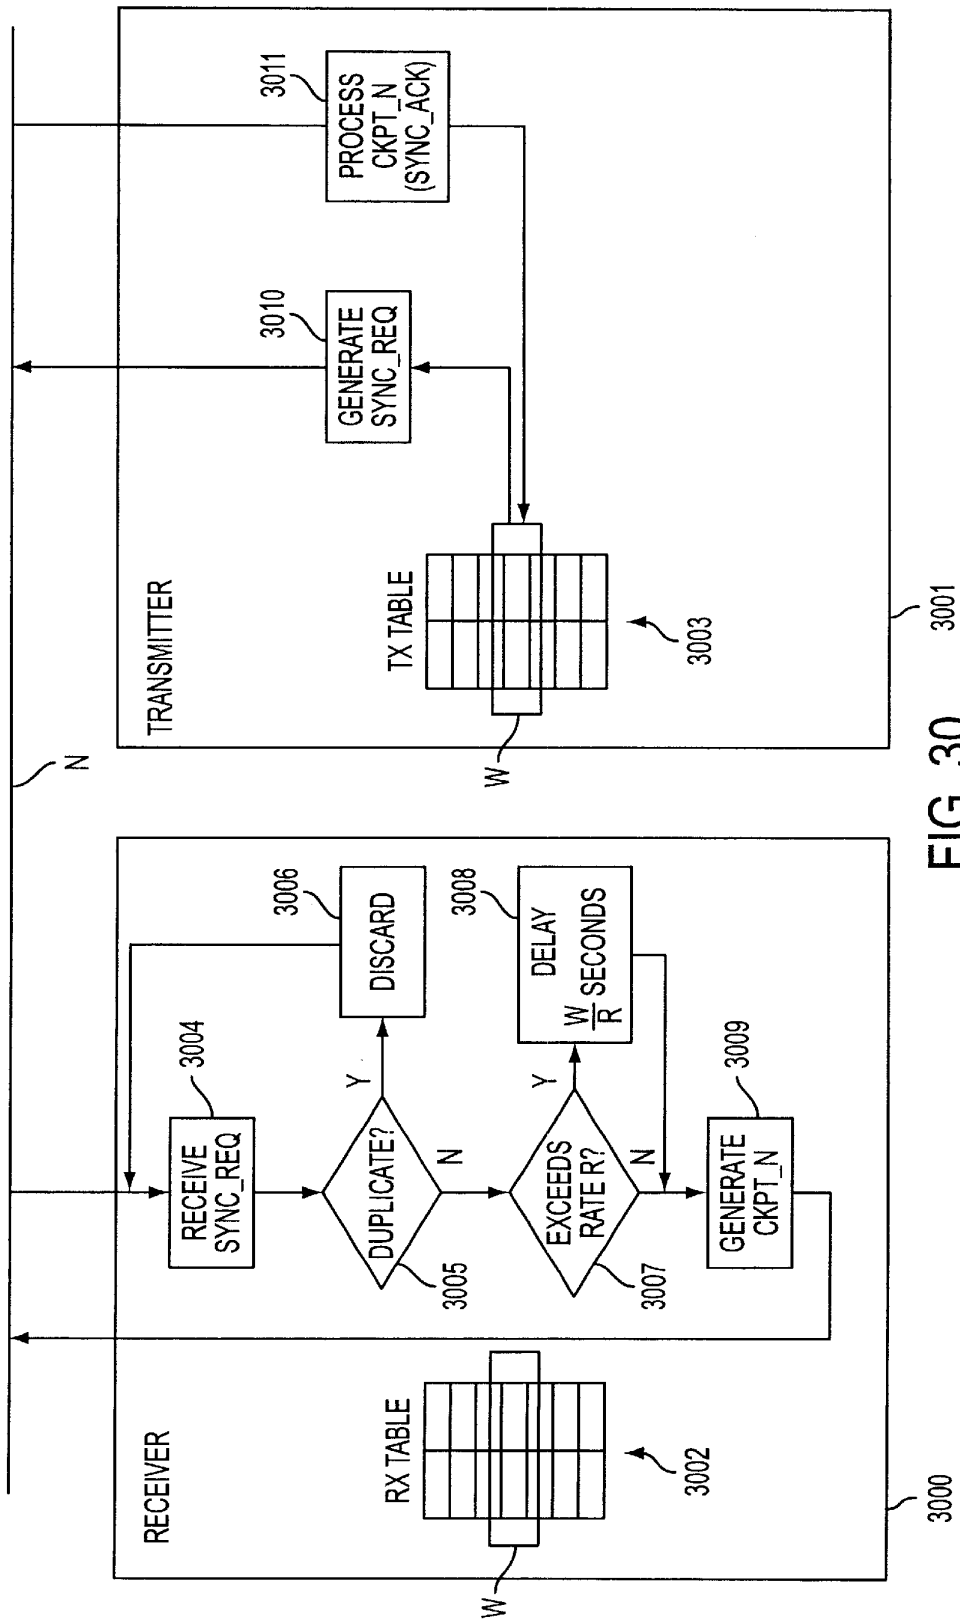 N
RECEIVER
RX TABLE
W
3002
RECEIVE
SYNC_REQ
3004
DUPLICATE?
3005
Y
N
DISCARD
3006
EXCEEDS
RATE R?
3007
Y
N
DELAY
W/R SECONDS
3008
GENERATE
CKPT_N
3009
3000
TRANSMITTER
TX TABLE
W
3003
GENERATE
SYNC_REQ
3010
PROCESS
CKPT_N
(SYNC_ACK)
3011
3001
FIG. 30